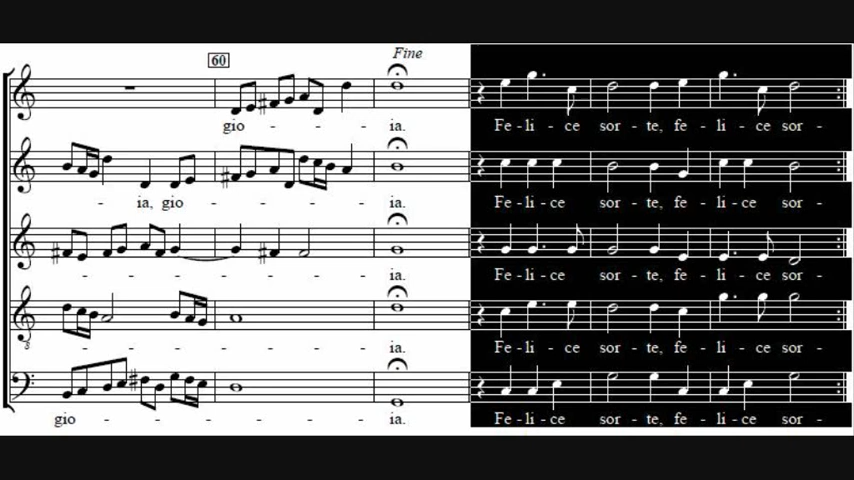 60
Fine
gio - - - ia. Fe - li - ce sor - te, fe - li - ce sor -
- ia, gio - - - - ia. Fe - li - ce sor - te, fe - li - ce sor -
- - - - - - ia. Fe - li - ce sor - te, fe - li - ce sor -
8
- - - - - - ia. Fe - li - ce sor - te, fe - li - ce sor -
gio - - - - - - ia. Fe - li - ce sor - te, fe - li - ce sor -